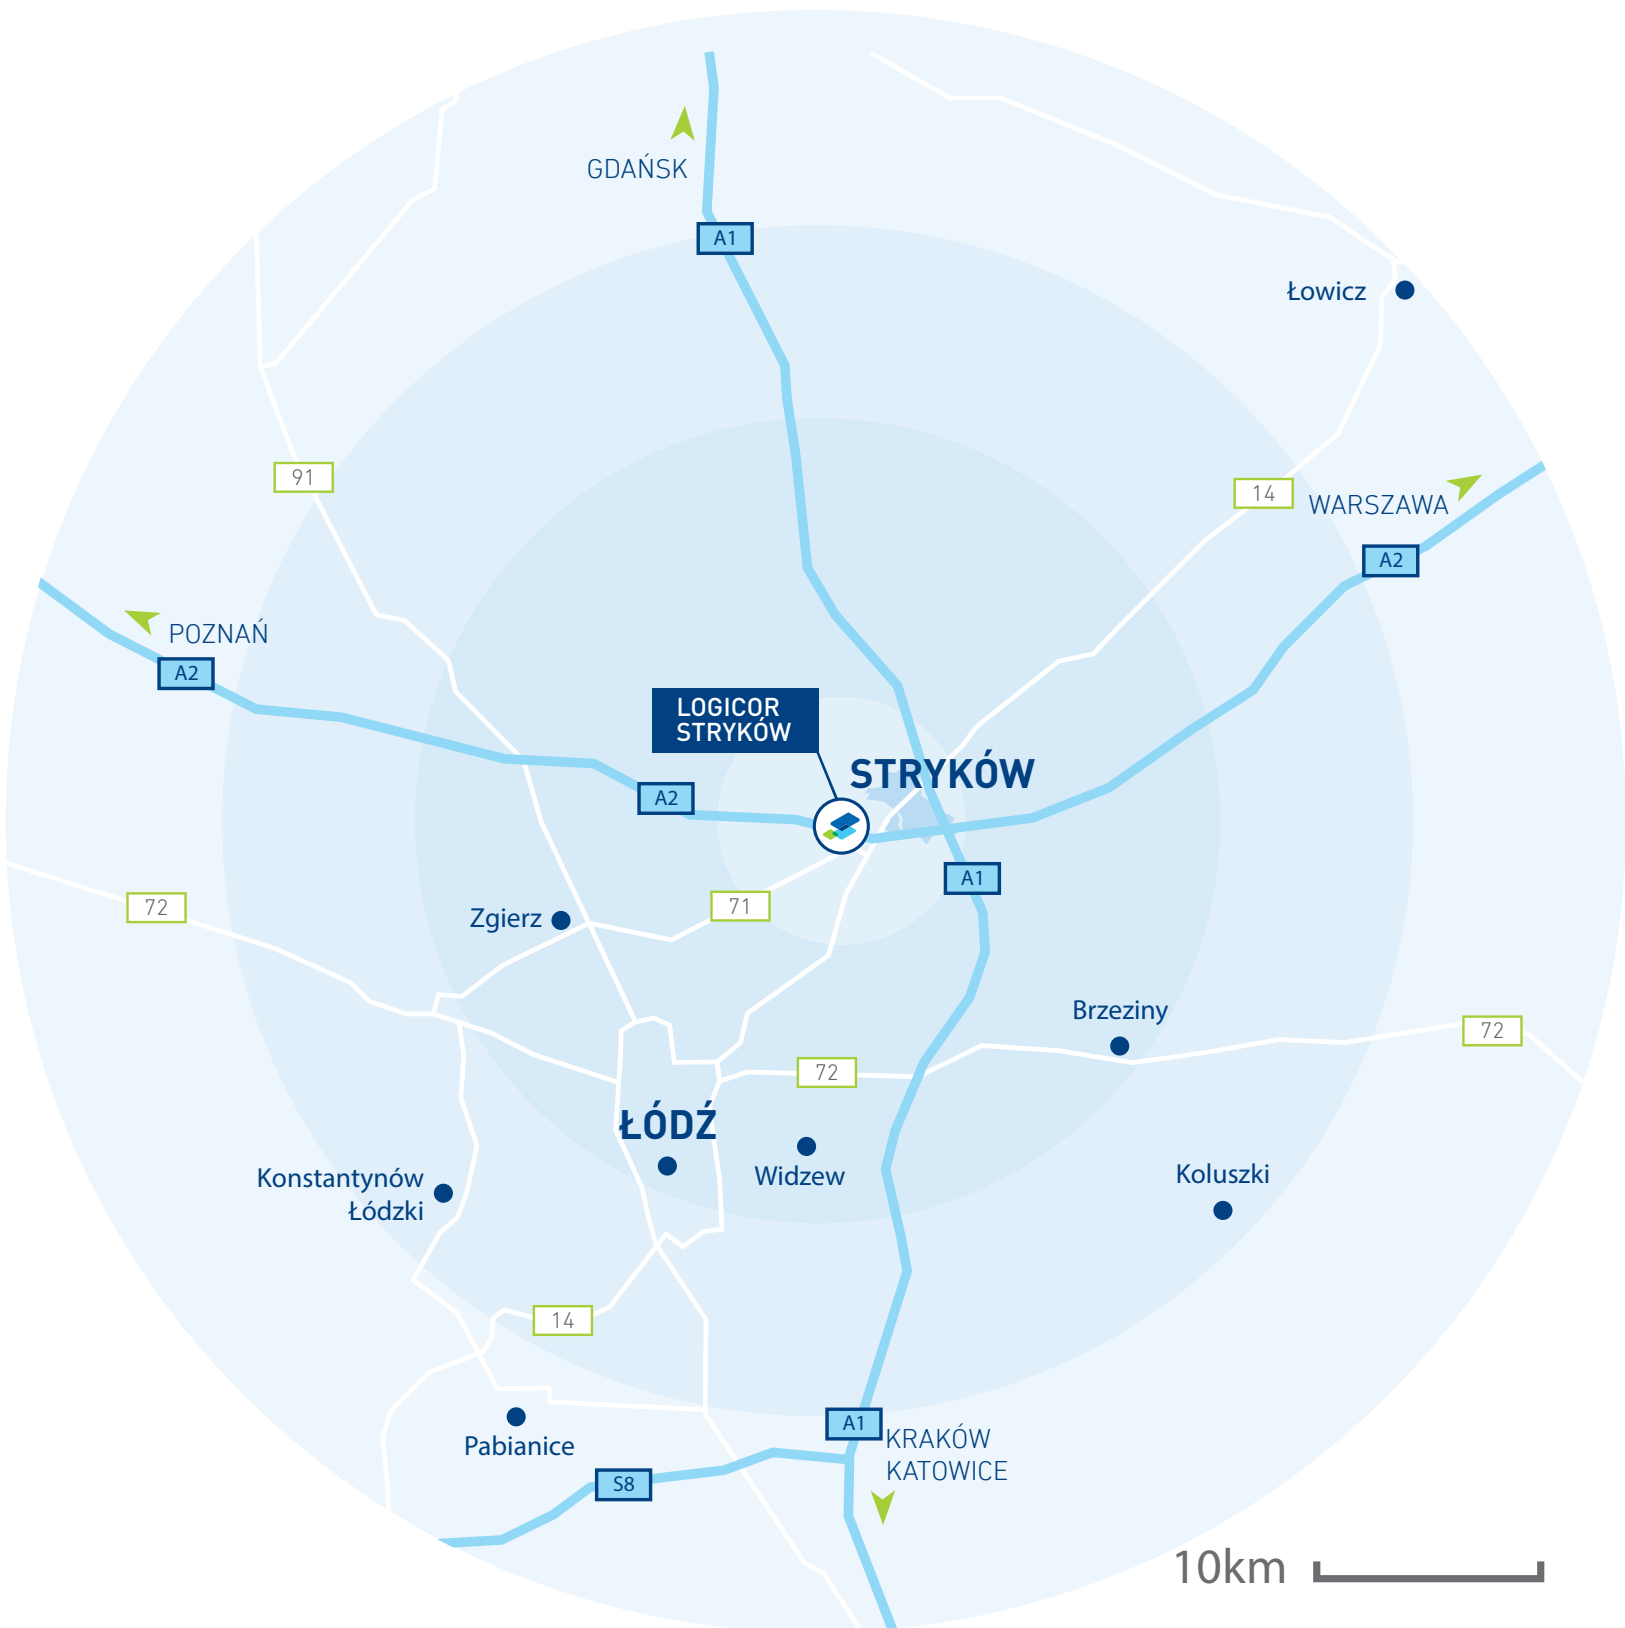 GDAŃSK
A1
Łowicz
91
14
WARSZAWA
A2
POZNAŃ
A2
LOGICOR
STRYKÓW
STRYKÓW
A2
A1
72
71
Zgierz
Brzeziny
72
72
ŁÓDŹ
Widzew
Konstantynów
Łódzki
Koluszki
14
A1
KRAKÓW
KATOWICE
Pabianice
S8
10km